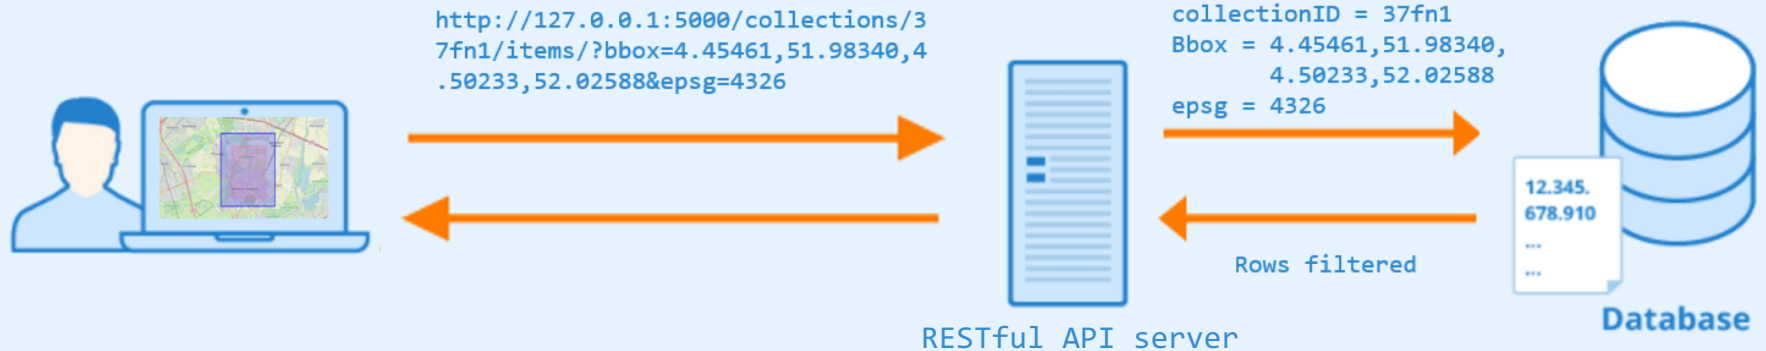 http://127.0.0.1:5000/collections/3
7fn1/items/?bbox=4.45461,51.98340,4
.50233,52.02588&epsg=4326
collectionID = 37fn1
Bbox = 4.45461,51.98340,
4.50233,52.02588
epsg = 4326
12.345.
678.910
...
...
Rows filtered
RESTful API server
Database